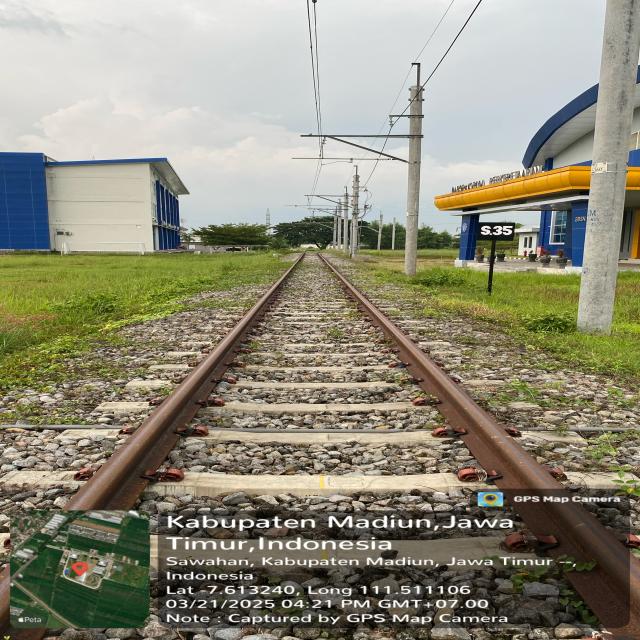 S.35
GPS Map Camera
Kabupaten Madiun,Jawa
Timur,Indonesia
Sawahan, Kabupaten Madiun, Jawa Timur --,
Indonesia
Lat -7.613240, Long 111.511106
03/21/2025 04:21 PM GMT+07.00
Note : Captured by GPS Map Camera
Peta